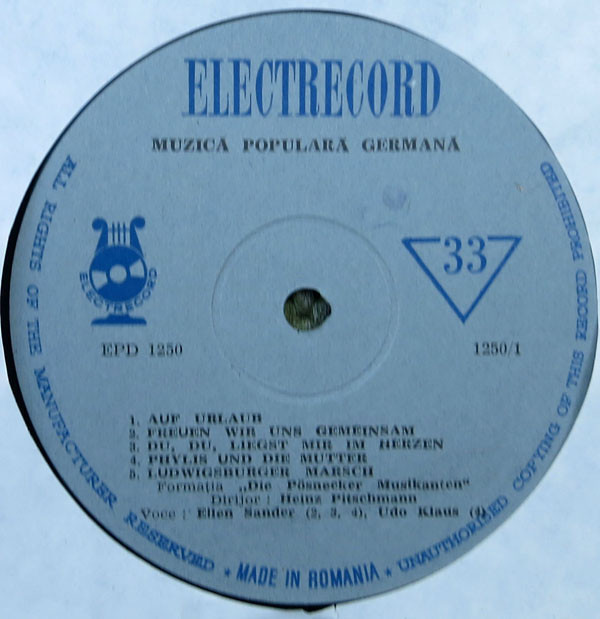 ELECTRECORD
MUZICĂ POPULARĂ GERMANĂ
ELECTRECORD
33
EPD 1250
1250/1
1. AUF URLAUB
2. FREUEN WIR UNS GEMEINSAM
3. DU, DU, LIEGST MIR IM HERZEN
4. PHYLIS UND DIE MUTTER
5. LUDWIGSBURGER MARSCH
Formația „Die Pösnecker Musikanten"
Dirijor : Heinz Pitschmann
Voce : Ellen Sander (2, 3, 4), Udo Klaus (4)
ALL RIGHTS OF THE MANUFACTURER RESERVED ★ MADE IN ROMANIA ★ UNAUTHORISED COPYING OF THIS RECORD PROHIBITED